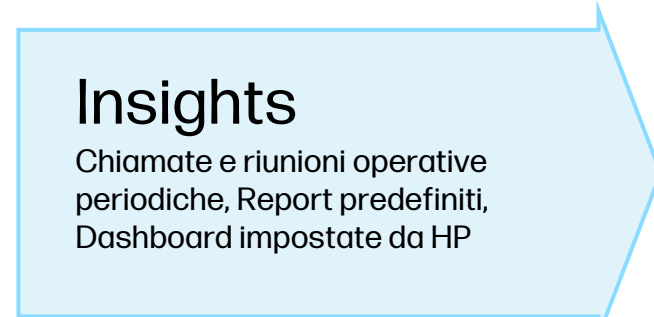 Insights
Chiamate e riunioni operative
periodiche, Report predefiniti,
Dashboard impostate da HP